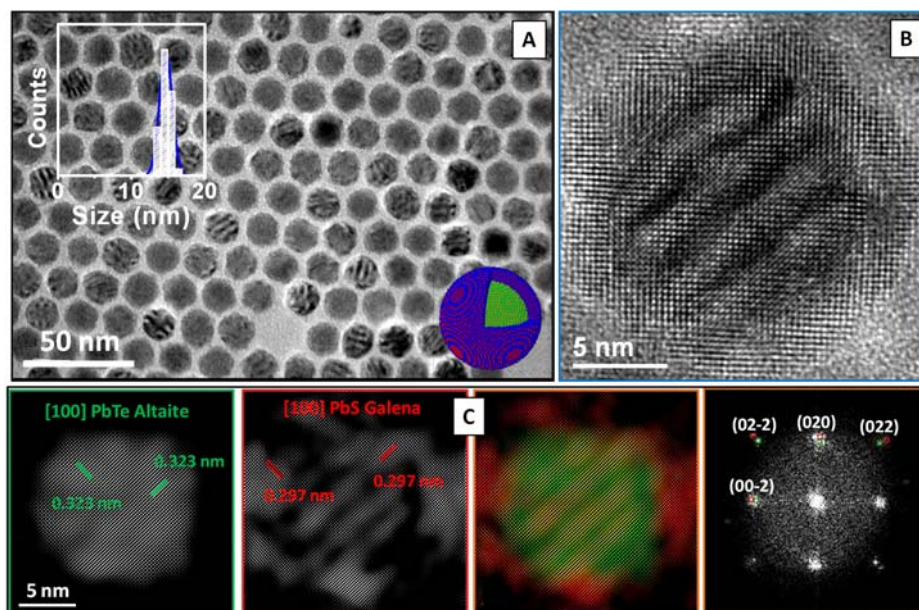 A
Counts
0 10 20
Size (nm)
50 nm
B
5 nm
[100] PbTe Altaite
0.323 nm
0.323 nm
5 nm
[100] PbS Galena
0.297 nm
0.297 nm
C
(02-2) (020) (022)
(00-2)